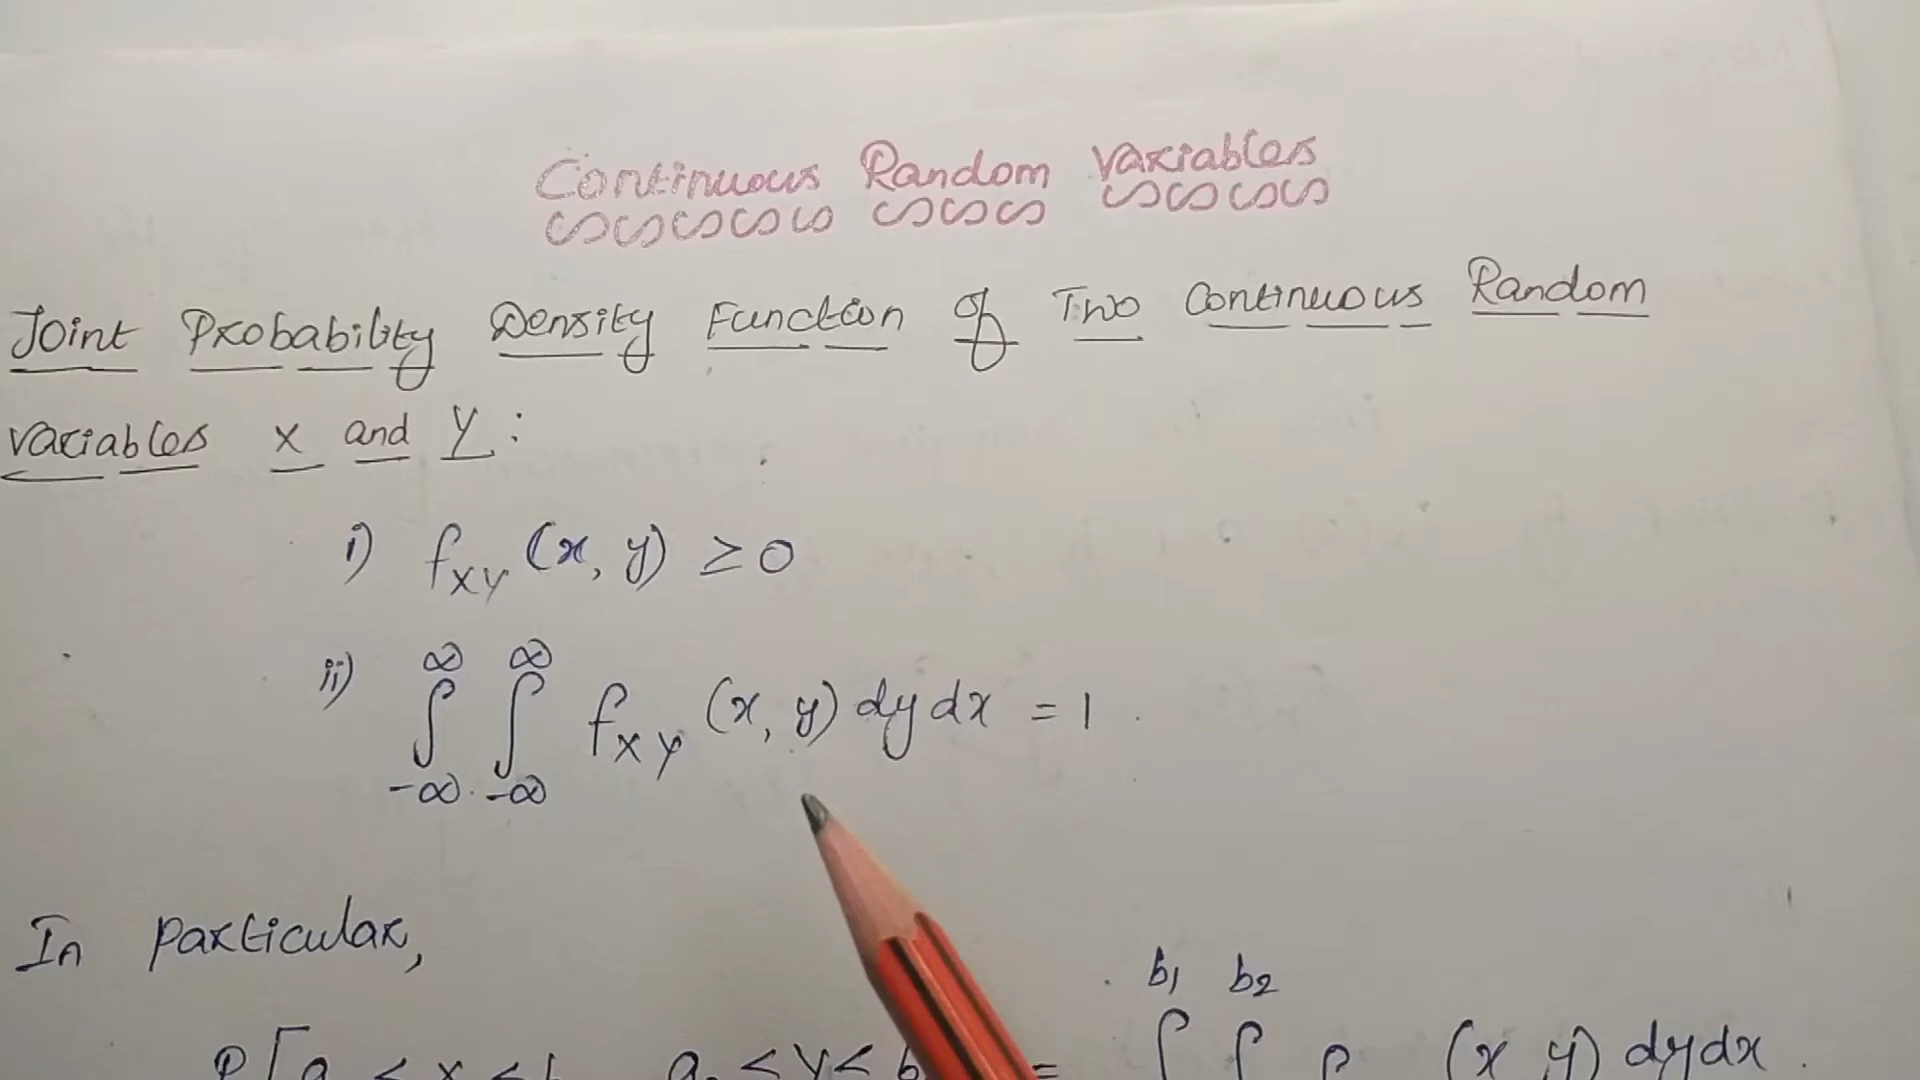 Continuous Random Variables
Joint Probability Density Function of Two Continuous Random
Variables X and Y:
i) f_XY (x, y) ≥ 0
ii) ∫_{-∞}^{∞} ∫_{-∞}^{∞} f_XY (x, y) dy dx = 1
In particular,
P[a < X < b a < Y < b = ∫^{b1} ∫^{b2} f (x, y) dy dx